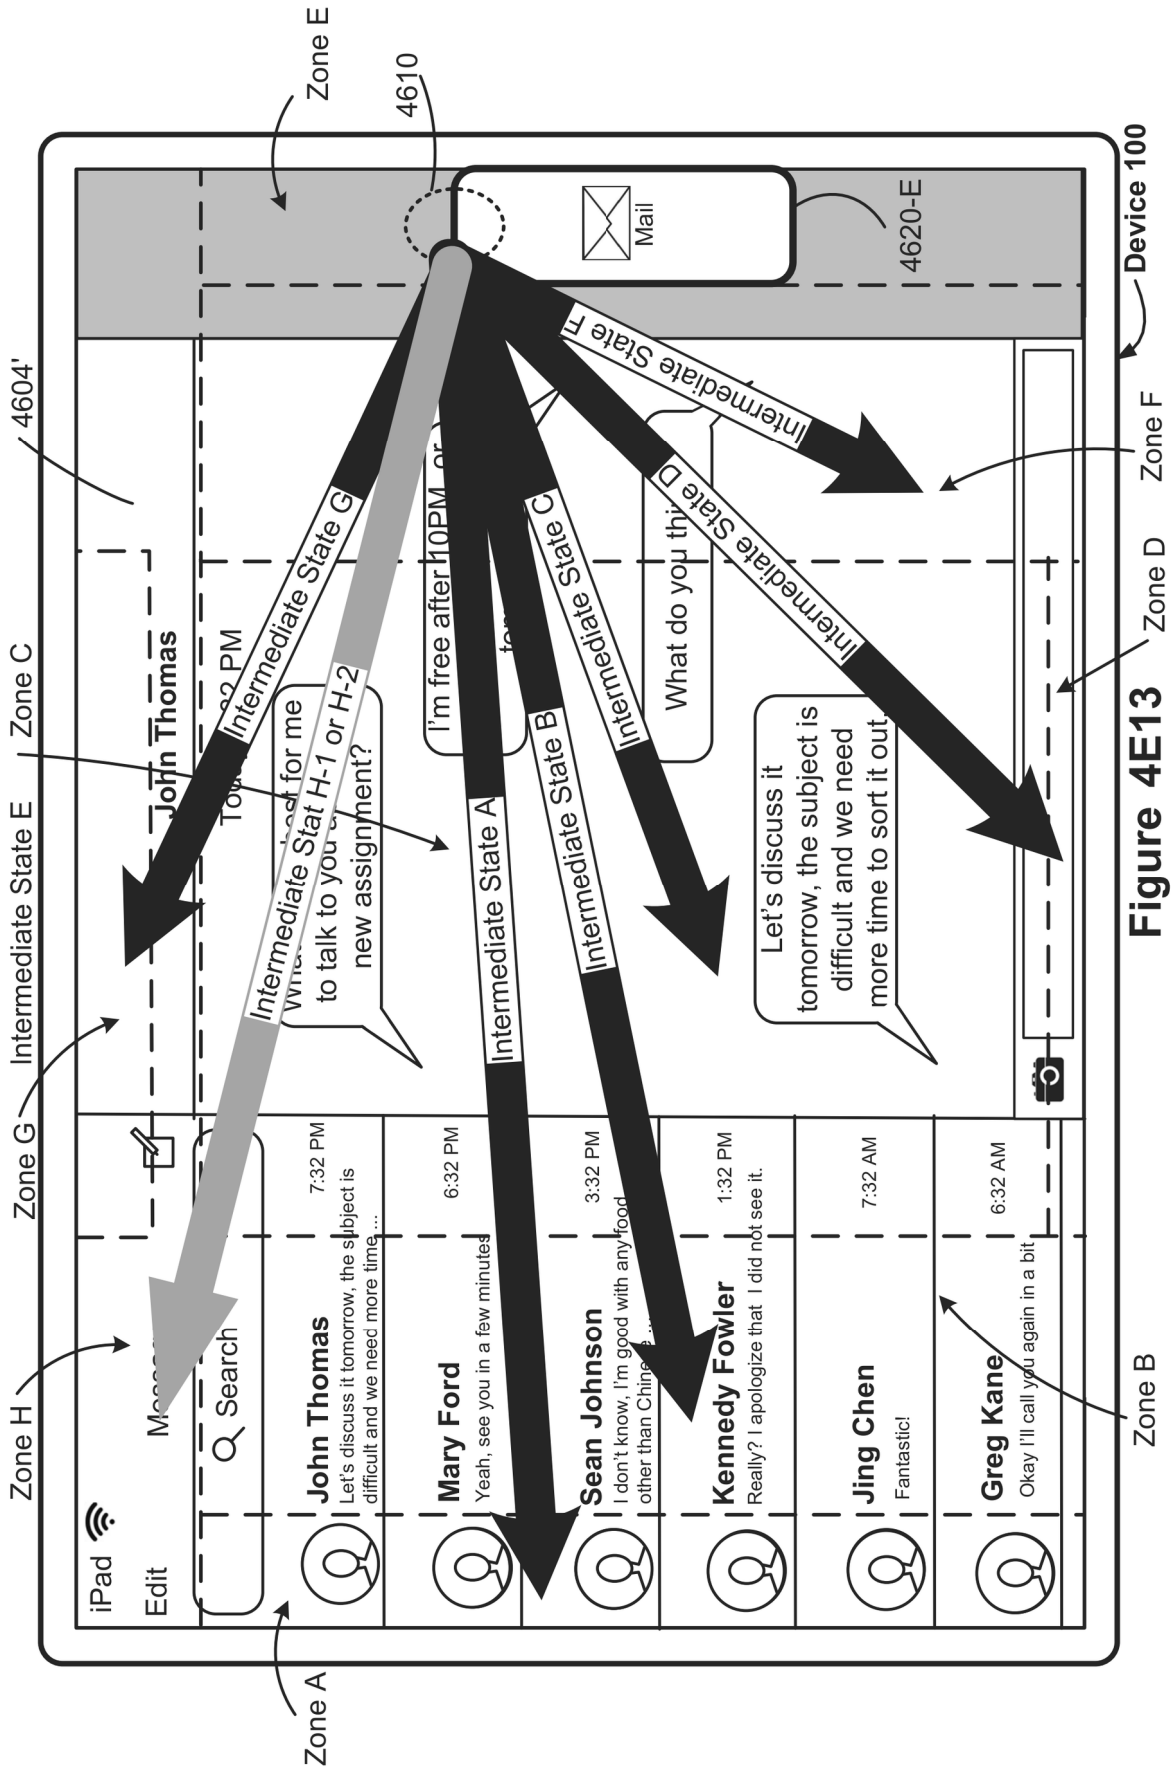 Zone H
Zone G
Intermediate State E
Zone C
4604'
Zone A
Zone E
4610
iPad
Edit
Search
John Thomas
7:32 PM
Let's discuss it tomorrow, the subject is
difficult and we need more time ...
Mary Ford
6:32 PM
Yeah, see you in a few minutes
Sean Johnson
3:32 PM
I don't know, I'm good with any food
other than Chinese ...
Kennedy Fowler
1:32 PM
Really? I apologize that I did not see it.
Jing Chen
7:32 AM
Fantastic!
Greg Kane
6:32 AM
Okay I'll call you again in a bit
John Thomas
PM
for me
to talk to you
new assignment?
I'm free after 10PM, or
What do you
Let's discuss it
tomorrow, the subject is
difficult and we need
more time to sort it out
Intermediate State G
Intermediate Stat H-1 or H-2
Intermediate State A
Intermediate State B
Intermediate State C
Intermediate State D
Intermediate State F
Mail
4620-E
Device 100
Zone B
Zone D
Zone F
Figure 4E13